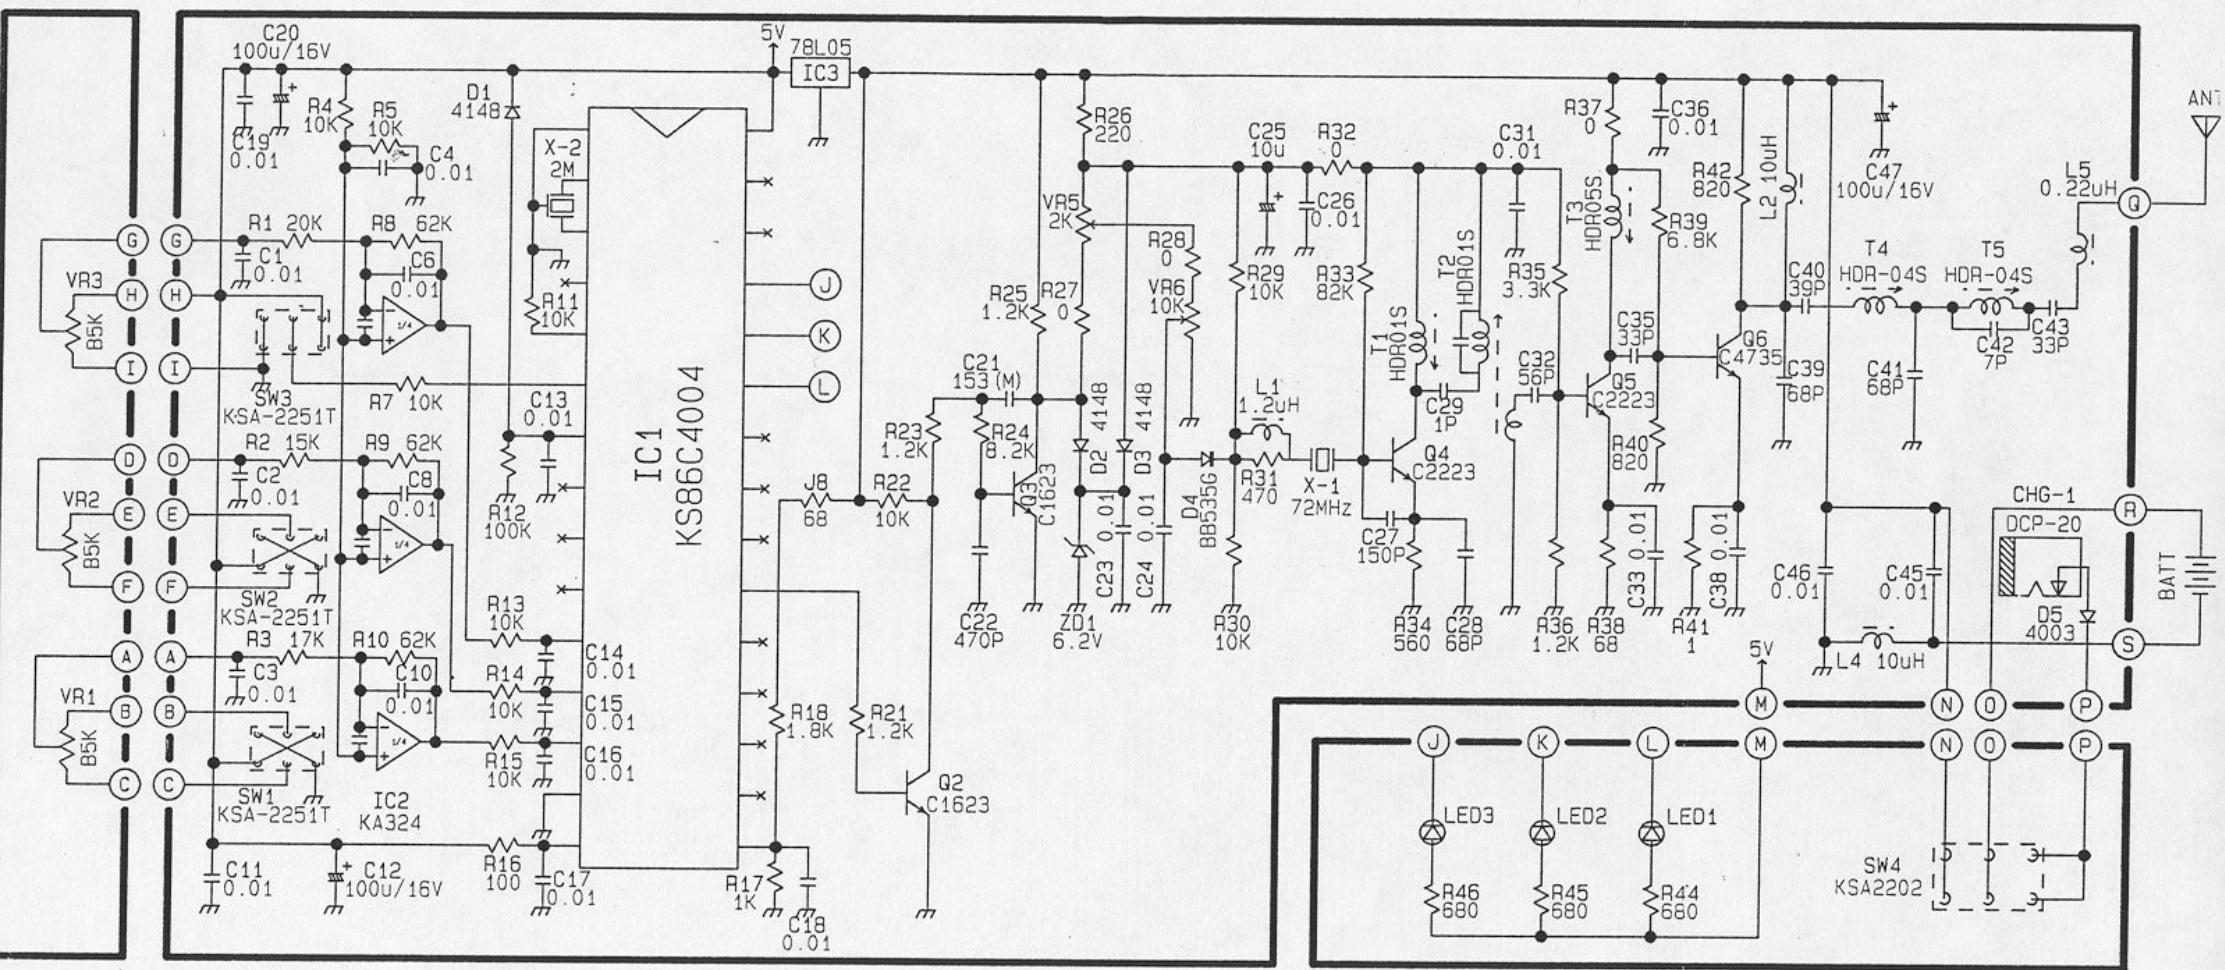 C20
100u/16V
C19
0.01
R4
10K
R5
10K
C4
0.01
D1
4148
X-2
2M
5V
78L05
IC3
R26
220
C25
10u
R32
0
C26
0.01
C31
0.01
R37
0
C36
0.01
R42
820
L2 10uH
C47
100u/16V
L5
0.22uH
ANT
G
G
R1 20K
R8 62K
C1
0.01
C6
0.01
VR3
H
H
B5K
I
I
1/4
SW3
KSA-2251T
R7 10K
R11
10K
J
K
L
IC1
KS86C4004
C13
0.01
R12
100K
VR5
2K
R28
0
VR6
10K
R29
10K
R33
82K
R25
1.2K
R27
0
T1
HDR01S
T2
HDR01S
R35
3.3K
T3
HDR05S
R39
6.8K
C35
33P
Q6
C4735
C40
39P
T4
HDR-04S
T5
HDR-04S
C39
68P
C41
68P
C42
7P
C43
33P
D
D
R2 15K
R9 62K
C2
0.01
C8
0.01
VR2
E
E
B5K
F
F
1/4
SW2
KSA-2251T
C21
153 (M)
R23
1.2K
R24
8.2K
J8
68
R22
10K
Q3
C1623
C22
470P
D2 4148
D3 4148
ZD1
6.2V
C23 0.01
C24 0.01
D4
BB535G
L1
1.2uH
R31
470
X-1
72MHz
R30
10K
C29
1P
Q4
C2223
C27
150P
R34
560
C28
68P
C32
56P
Q5
C2223
R36
1.2K
R38
68
C33 0.01
R40
820
R41
1
C38 0.01
C46
0.01
C45
0.01
CHG-1
DCP-20
D5
4003
R
BATT
S
L4 10uH
Q
A
A
R3 17K
R10 62K
C3
0.01
C10
0.01
VR1
B
B
B5K
C
C
1/4
SW1
KSA-2251T
IC2
KA324
R13
10K
C14
0.01
R14
10K
C15
0.01
R15
10K
C16
0.01
R16
100
C17
0.01
C11
0.01
C12
100u/16V
R18
1.8K
R21
1.2K
Q2
C1623
R17
1K
C18
0.01
5V
M
N
O
P
J
K
L
M
N
O
P
LED3
LED2
LED1
R46
680
R45
680
R44
680
SW4
KSA2202